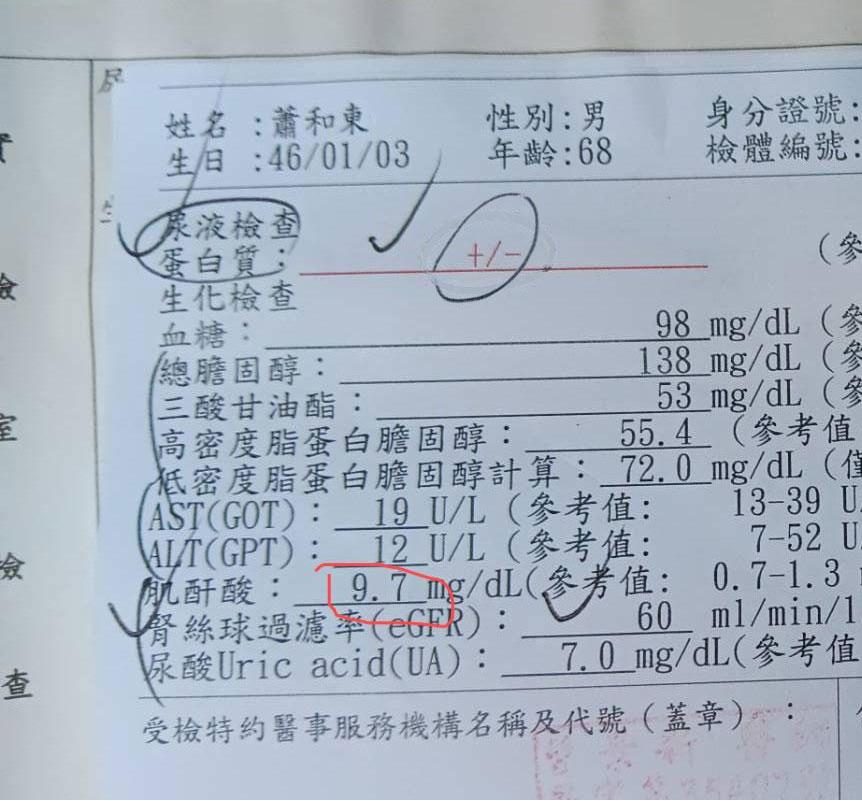 姓名：蕭和東 性別：男 身分證號：
生日：46/01/03 年齡：68 檢體編號：
尿液檢查
蛋白質： +/- (參
生化檢查
血糖： 98 mg/dL (參
總膽固醇： 138 mg/dL (參
三酸甘油酯： 53 mg/dL (參
高密度脂蛋白膽固醇： 55.4 (參考值
低密度脂蛋白膽固醇計算： 72.0 mg/dL (僅
AST(GOT)： 19 U/L (參考值： 13-39 U
ALT(GPT)： 12 U/L (參考值： 7-52 U
肌酐酸： 9.7 mg/dL(參考值： 0.7-1.3
腎絲球過濾率(eGFR)： 60 ml/min/1
尿酸Uric acid(UA)： 7.0 mg/dL(參考值
受檢特約醫事服務機構名稱及代號（蓋章）：
檢
室
檢
查